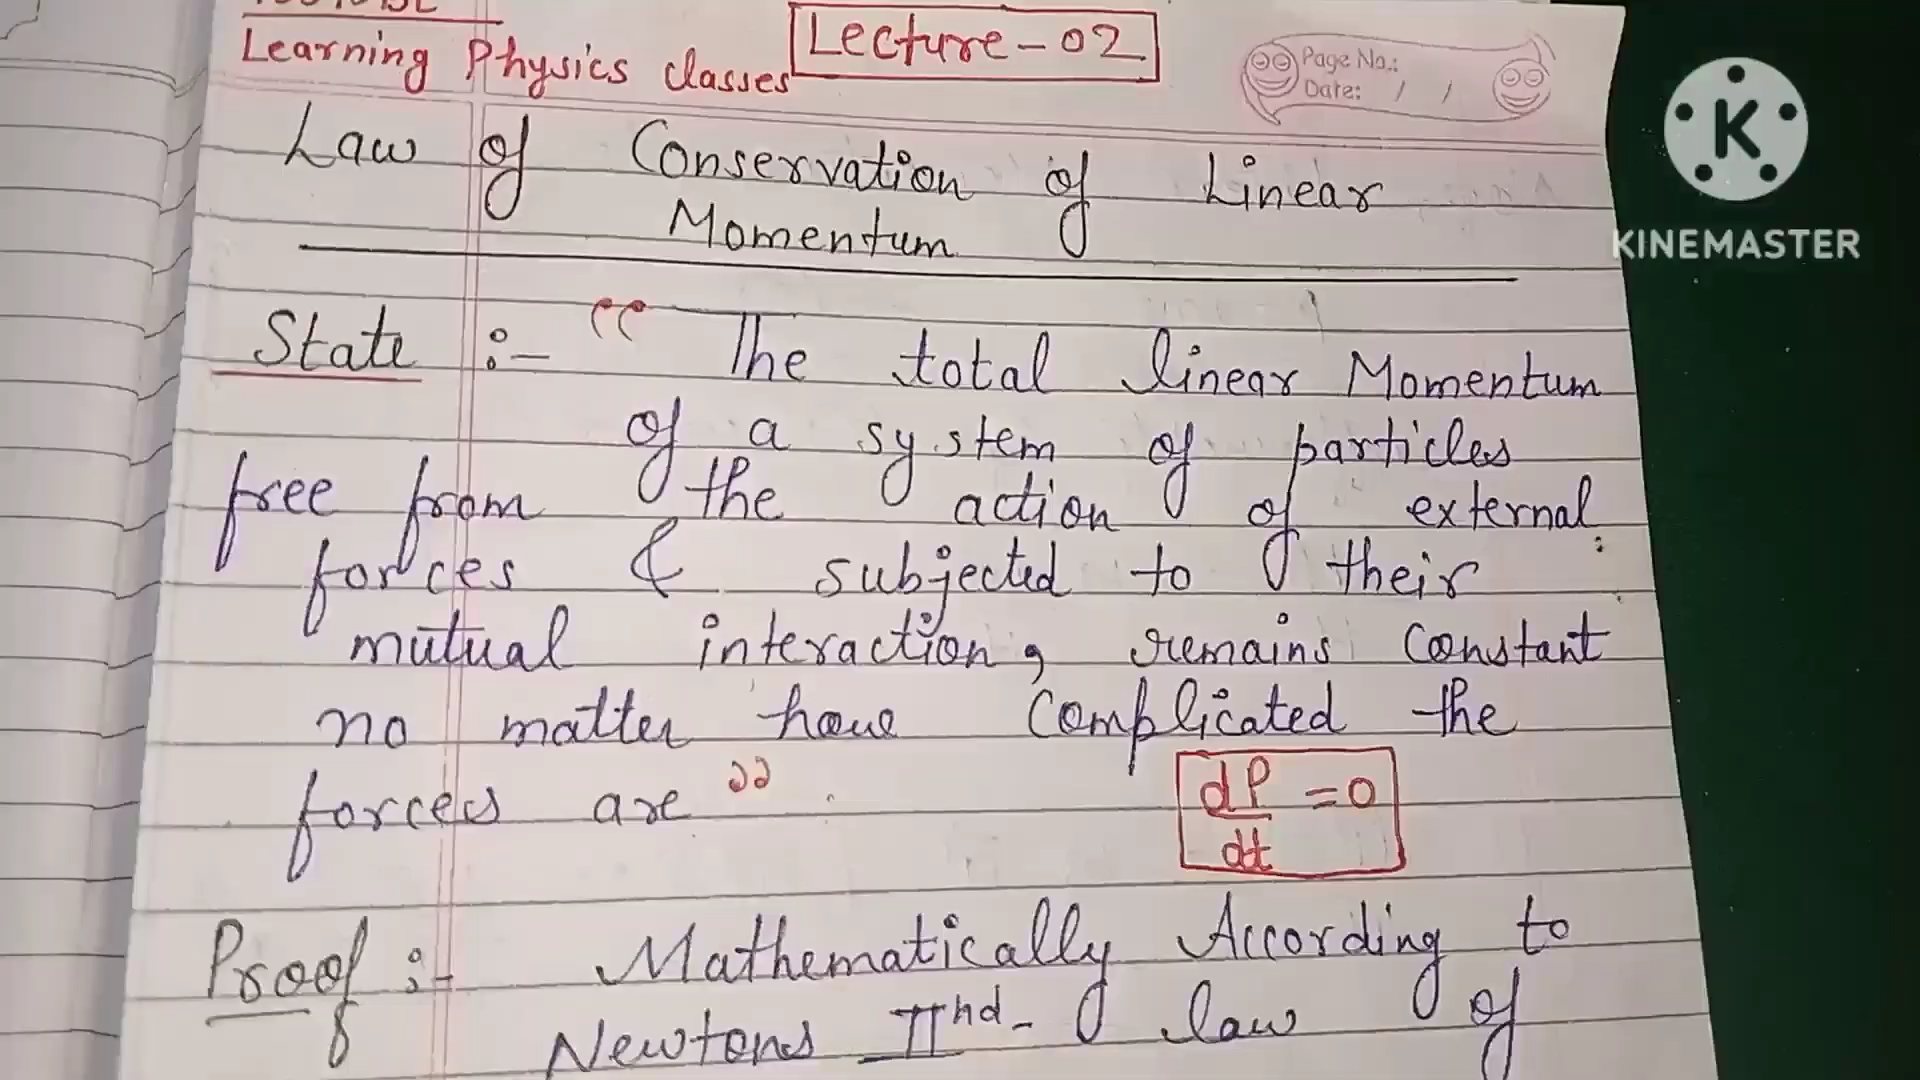 Learning Physics classes
Lecture-02
Page No.:
Date: / /
K
KINEMASTER
Law of Conservation of Linear
Momentum
State :- “ The total linear Momentum
of a system of particles
free from the action of external
forces & subjected to their
mutual interaction, remains constant
no matter how complicated the
forces are ”
dP/dt = 0
Proof :- Mathematically According to
Newtons IInd law of